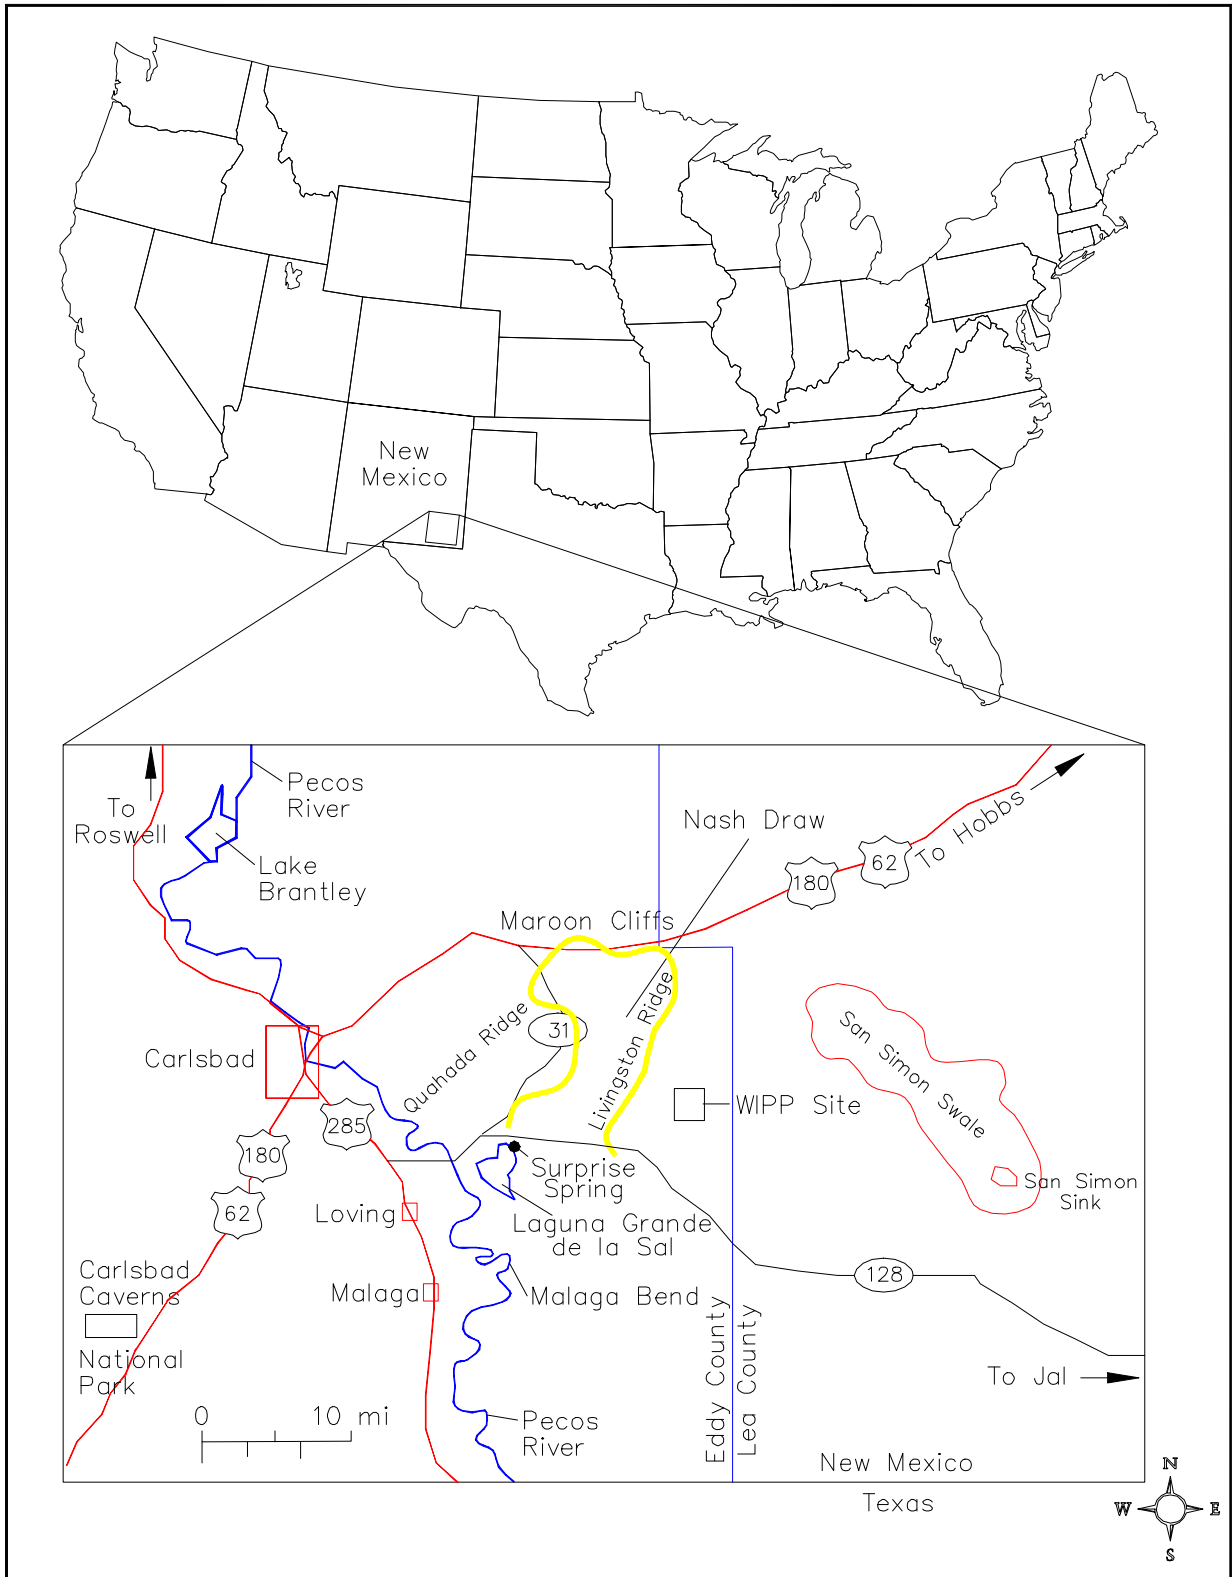 New
Mexico
Pecos
River
To
Roswell
Lake
Brantley
Nash Draw
To Hobbs
62
180
Maroon Cliffs
Quahada Ridge
31
Livingston Ridge
San Simon Swale
Carlsbad
WIPP Site
285
180
62
Surprise
Spring
San Simon
Sink
Loving
Laguna Grande
de la Sal
Carlsbad
Caverns
National
Park
Malaga
Malaga Bend
128
Eddy County
Lea County
To Jal
0 10 mi
Pecos
River
New Mexico
Texas
N
W E
S